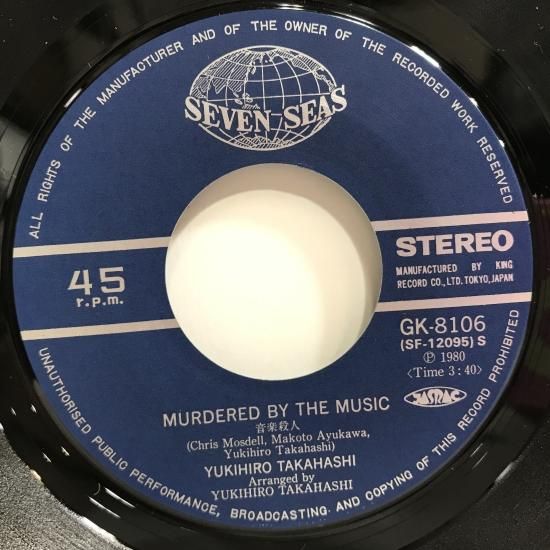 ALL RIGHTS OF THE MANUFACTURER AND OF THE OWNER OF THE RECORDED WORK RESERVED
SEVEN SEAS
STEREO
MANUFACTURED BY KING
RECORD CO., LTD. TOKYO, JAPAN
45
r.p.m.
GK-8106
(SF-12095) S
Ⓟ 1980
〈Time 3:40〉
JASRAC
MURDERED BY THE MUSIC
音楽殺人
(Chris Mosdell, Makoto Ayukawa,
Yukihiro Takahashi)
YUKIHIRO TAKAHASHI
Arranged by
YUKIHIRO TAKAHASHI
UNAUTHORISED PUBLIC PERFORMANCE, BROADCASTING AND COPYING OF THIS RECORD PROHIBITED